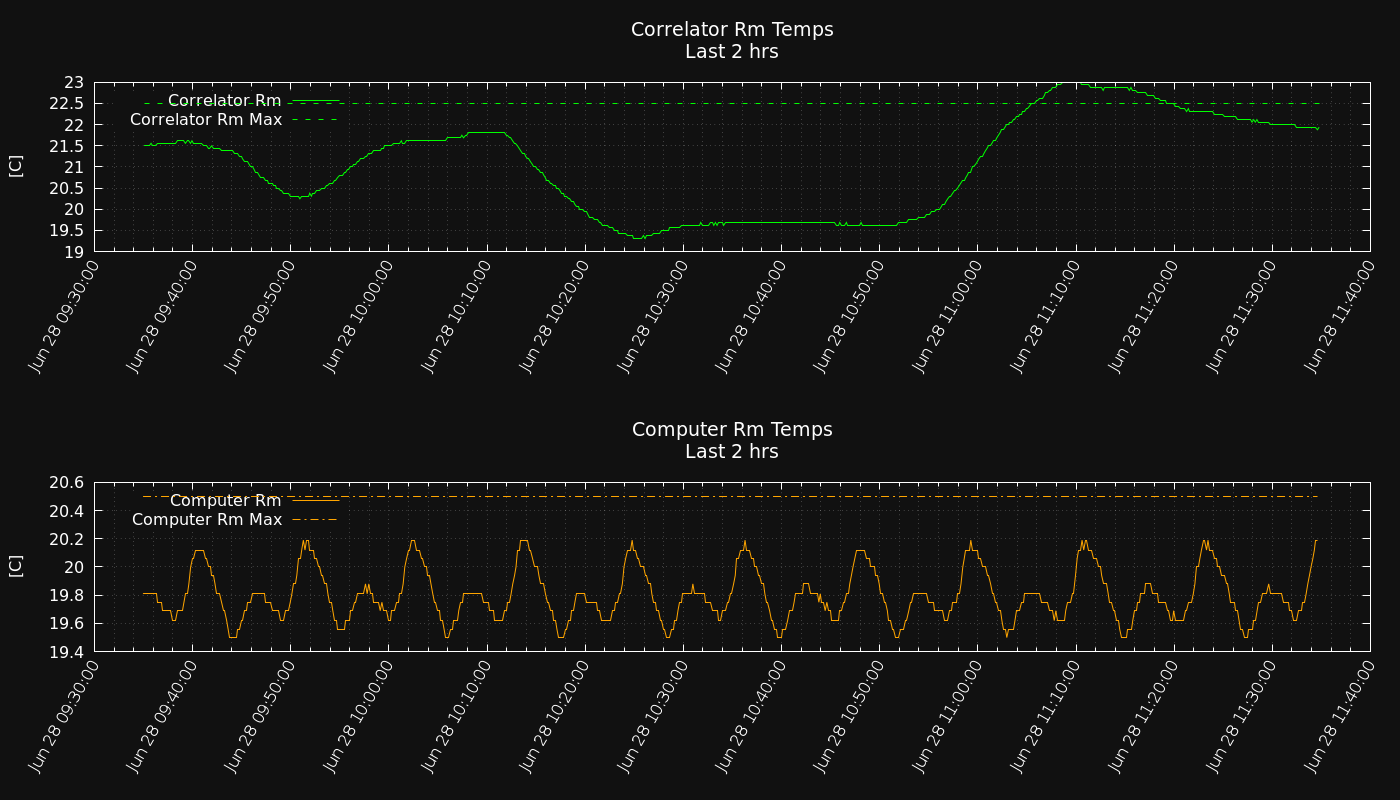 Correlator Rm Temps
Last 2 hrs
23
22.5
22
21.5
21
20.5
20
19.5
19
[C]
Correlator Rm
Correlator Rm Max
Jun 28 09:30:00
Jun 28 09:40:00
Jun 28 09:50:00
Jun 28 10:00:00
Jun 28 10:10:00
Jun 28 10:20:00
Jun 28 10:30:00
Jun 28 10:40:00
Jun 28 10:50:00
Jun 28 11:00:00
Jun 28 11:10:00
Jun 28 11:20:00
Jun 28 11:30:00
Jun 28 11:40:00
Computer Rm Temps
Last 2 hrs
20.6
20.4
20.2
20
19.8
19.6
19.4
[C]
Computer Rm
Computer Rm Max
Jun 28 09:30:00
Jun 28 09:40:00
Jun 28 09:50:00
Jun 28 10:00:00
Jun 28 10:10:00
Jun 28 10:20:00
Jun 28 10:30:00
Jun 28 10:40:00
Jun 28 10:50:00
Jun 28 11:00:00
Jun 28 11:10:00
Jun 28 11:20:00
Jun 28 11:30:00
Jun 28 11:40:00